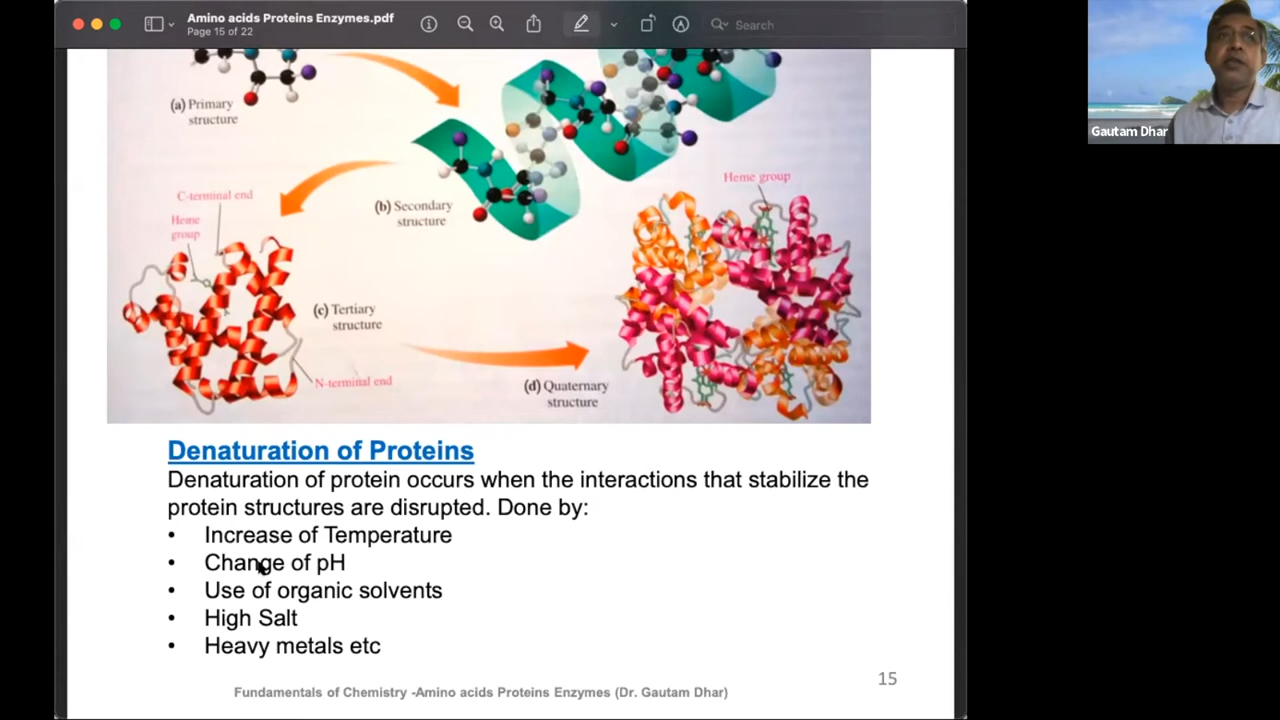 Amino acids Proteins Enzymes.pdf
Page 15 of 22
Search
Gautam Dhar
(a) Primary
structure
Heme group
C-terminal end
Heme
group
(b) Secondary
structure
(c) Tertiary
structure
N-terminal end
(d) Quaternary
structure
Denaturation of Proteins
Denaturation of protein occurs when the interactions that stabilize the
protein structures are disrupted. Done by:
• Increase of Temperature
• Change of pH
• Use of organic solvents
• High Salt
• Heavy metals etc
15
Fundamentals of Chemistry -Amino acids Proteins Enzymes (Dr. Gautam Dhar)